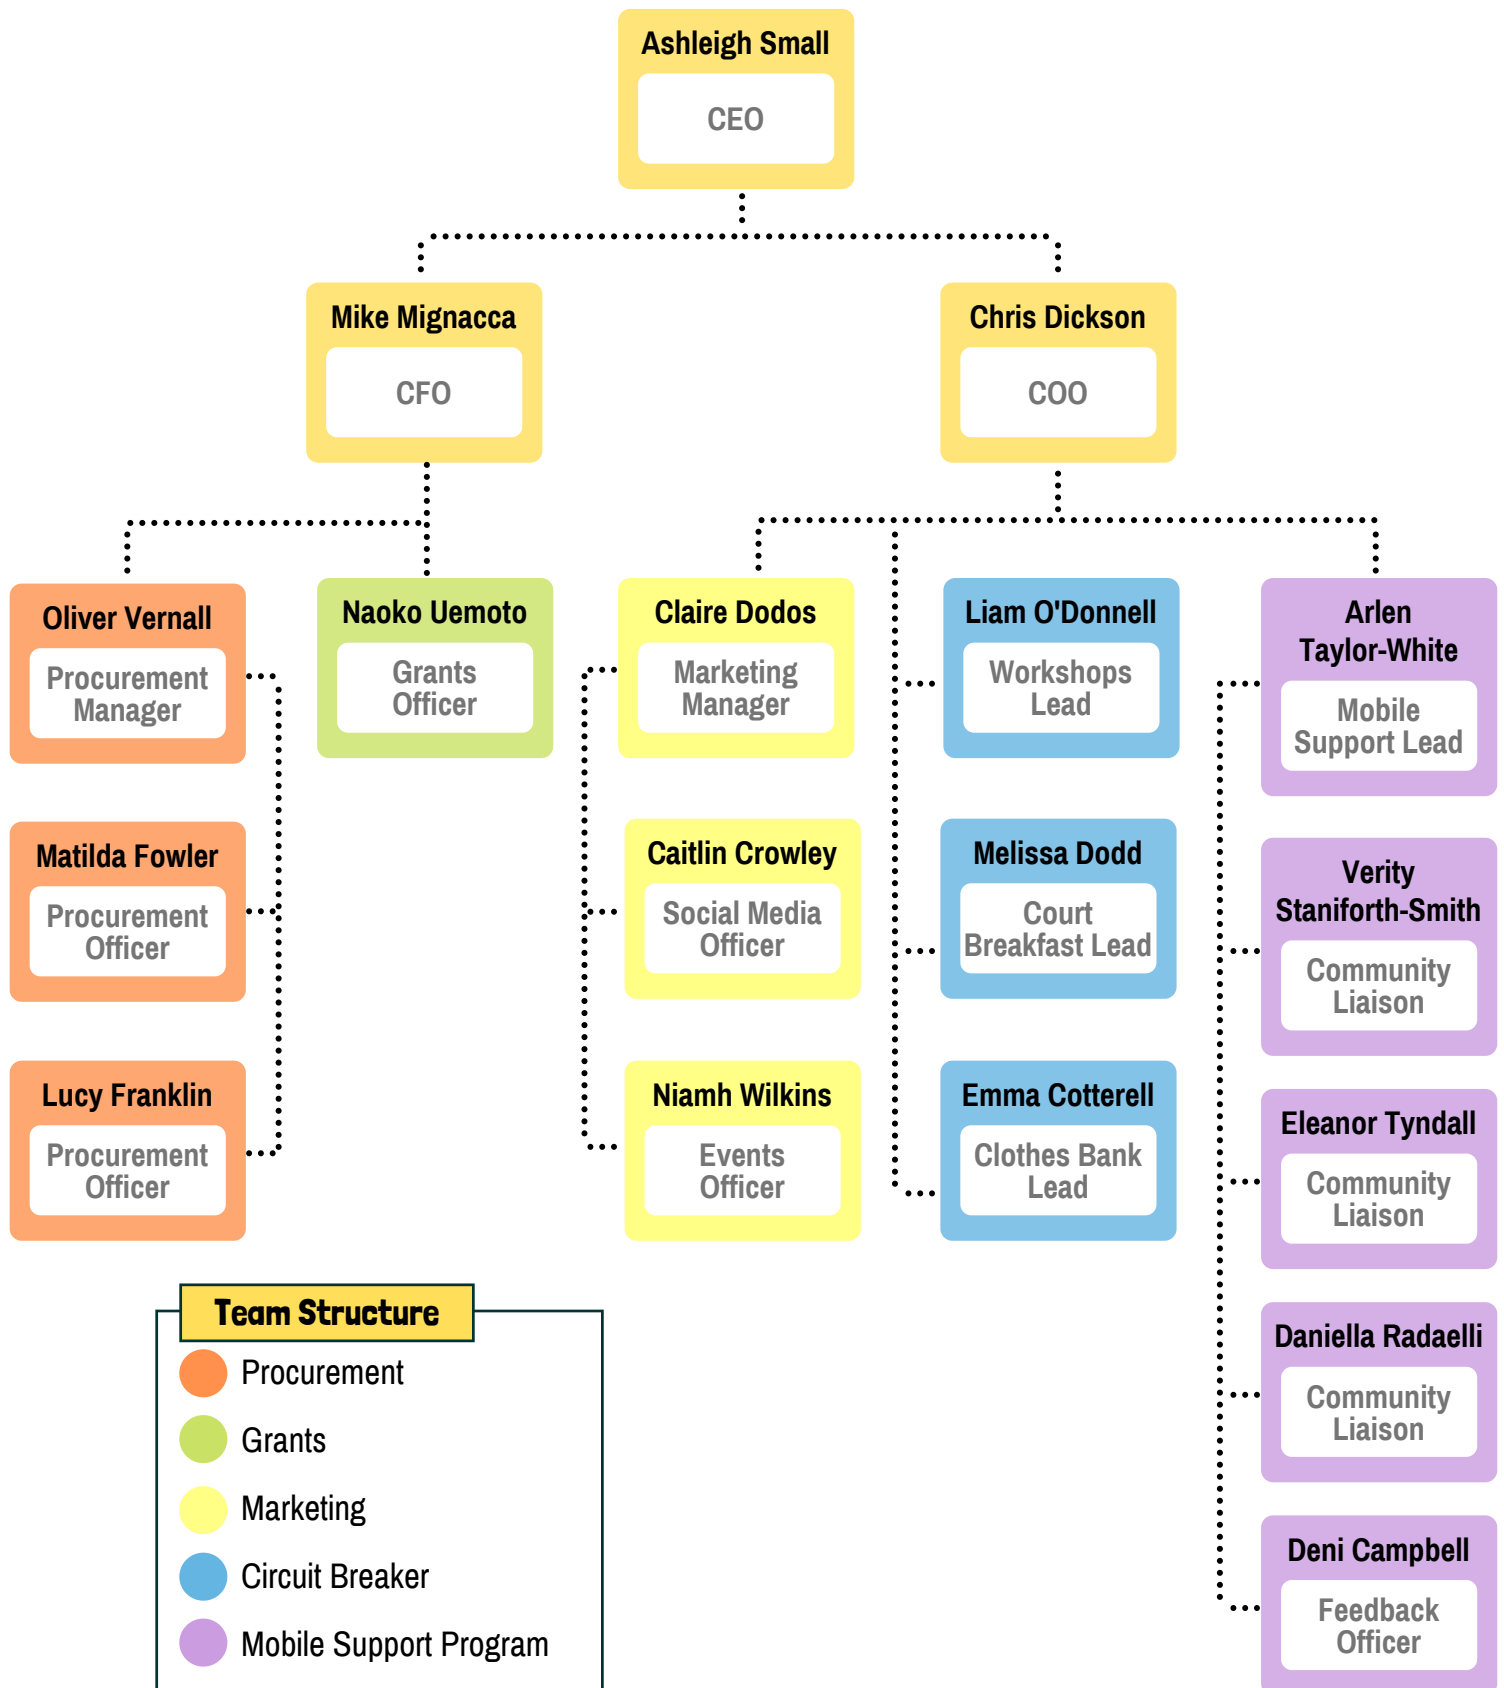 Ashleigh Small
CEO
Mike Mignacca
CFO
Chris Dickson
COO
Oliver Vernall
Procurement
Manager
Naoko Uemoto
Grants
Officer
Claire Dodos
Marketing
Manager
Liam O'Donnell
Workshops
Lead
Arlen
Taylor-White
Mobile
Support Lead
Matilda Fowler
Procurement
Officer
Caitlin Crowley
Social Media
Officer
Melissa Dodd
Court
Breakfast Lead
Verity
Staniforth-Smith
Community
Liaison
Lucy Franklin
Procurement
Officer
Niamh Wilkins
Events
Officer
Emma Cotterell
Clothes Bank
Lead
Eleanor Tyndall
Community
Liaison
Daniella Radaelli
Community
Liaison
Deni Campbell
Feedback
Officer
Team Structure
Procurement
Grants
Marketing
Circuit Breaker
Mobile Support Program